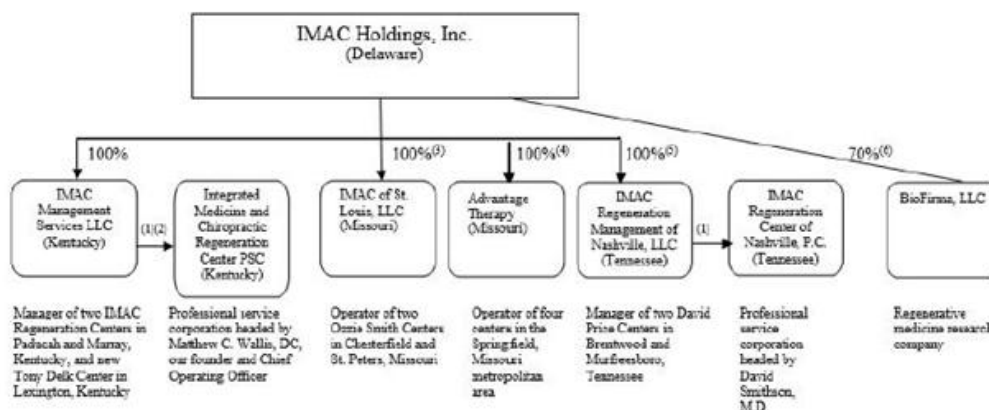 IMAC Holdings, Inc.
(Delaware)
100%
100%(3)
100%(4)
100%(5)
70%(6)
IMAC
Management
Services LLC
(Kentucky)
(1)(2)
Integrated
Medicine and
Chiropractic
Regeneration
Center PSC
(Kentucky)
IMAC of St.
Louis, LLC
(Missouri)
Advantage
Therapy
(Missouri)
IMAC
Regeneration
Management of
Nashville, LLC
(Tennessee)
(1)
IMAC
Regeneration
Center of
Nashville, P.C.
(Tennessee)
BioFirma, LLC
Manager of two IMAC
Regeneration Centers in
Paducah and Murray,
Kentucky, and new
Tony Delk Center in
Lexington, Kentucky
Professional service
corporation headed by
Matthew C. Wallis, DC,
our founder and Chief
Operating Officer
Operator of two
Ozzie Smith Centers
in Chesterfield and
St. Peters, Missouri
Operator of four
centers in the
Springfield,
Missouri
metropolitan
area
Manager of two David
Price Centers in
Brentwood and
Murfreesboro,
Tennessee
Professional
service
corporation
headed by
David
Smithson,
M.D.
Regenerative
medicine research
company